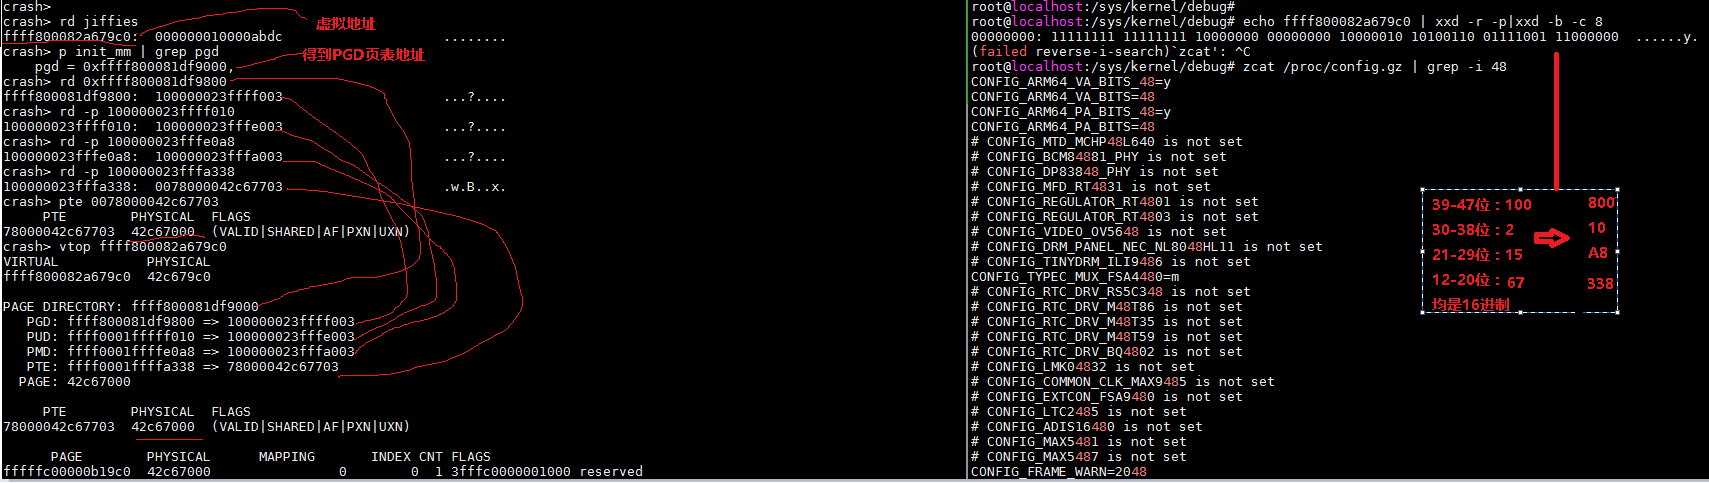 crash>
crash> rd jiffies
ffff800082a679c0:  000000010000abdc                    ........
crash> p init_mm | grep pgd
    pgd = 0xffff800081df9000,
crash> rd 0xffff800081df9800
ffff800081df9800:  100000023ffff003                    ...?....
crash> rd -p 100000023ffff010
100000023ffff010:  100000023fffe003                    ...?....
crash> rd -p 100000023fffe0a8
100000023fffe0a8:  100000023fffa003                    ...?....
crash> rd -p 100000023fffa338
100000023fffa338:  0078000042c67703                    .w.B..x.
crash> pte 0078000042c67703
     PTE         PHYSICAL  FLAGS
78000042c67703  42c67000  (VALID|SHARED|AF|PXN|UXN)
crash> vtop ffff800082a679c0
VIRTUAL           PHYSICAL
ffff800082a679c0  42c679c0
PAGE DIRECTORY: ffff800081df9000
   PGD: ffff800081df9800 => 100000023ffff003
   PUD: ffff0001fffff010 => 100000023fffe003
   PMD: ffff0001ffffe0a8 => 100000023fffa003
   PTE: ffff0001ffffa338 => 78000042c67703
  PAGE: 42c67000
     PTE         PHYSICAL  FLAGS
78000042c67703  42c67000  (VALID|SHARED|AF|PXN|UXN)
      PAGE       PHYSICAL      MAPPING       INDEX CNT FLAGS
fffffc00000b19c0  42c67000                0        0  1 3fffc0000001000 reserved
虚拟地址
得到PGD页表地址
root@localhost:/sys/kernel/debug#
root@localhost:/sys/kernel/debug# echo ffff800082a679c0 | xxd -r -p|xxd -b -c 8
00000000: 11111111 11111111 10000000 00000000 10000010 10100110 01111001 11000000  ......y.
(failed reverse-i-search)`zcat': ^C
root@localhost:/sys/kernel/debug# zcat /proc/config.gz | grep -i 48
CONFIG_ARM64_VA_BITS_48=y
CONFIG_ARM64_VA_BITS=48
CONFIG_ARM64_PA_BITS_48=y
CONFIG_ARM64_PA_BITS=48
# CONFIG_MTD_MCHP48L640 is not set
# CONFIG_BCM84881_PHY is not set
# CONFIG_DP83848_PHY is not set
# CONFIG_MFD_RT4831 is not set
# CONFIG_REGULATOR_RT4801 is not set
# CONFIG_REGULATOR_RT4803 is not set
# CONFIG_VIDEO_OV5648 is not set
# CONFIG_DRM_PANEL_NEC_NL8048HL11 is not set
# CONFIG_TINYDRM_ILI9486 is not set
CONFIG_TYPEC_MUX_FSA4480=m
# CONFIG_RTC_DRV_RS5C348 is not set
# CONFIG_RTC_DRV_M48T86 is not set
# CONFIG_RTC_DRV_M48T35 is not set
# CONFIG_RTC_DRV_M48T59 is not set
# CONFIG_RTC_DRV_BQ4802 is not set
# CONFIG_LMK04832 is not set
# CONFIG_COMMON_CLK_MAX9485 is not set
# CONFIG_EXTCON_FSA9480 is not set
# CONFIG_LTC2485 is not set
# CONFIG_ADIS16480 is not set
# CONFIG_MAX5481 is not set
# CONFIG_MAX5487 is not set
CONFIG_FRAME_WARN=2048
39-47位：100 800
30-38位：2 10
21-29位：15 A8
12-20位：67 338
均是16进制